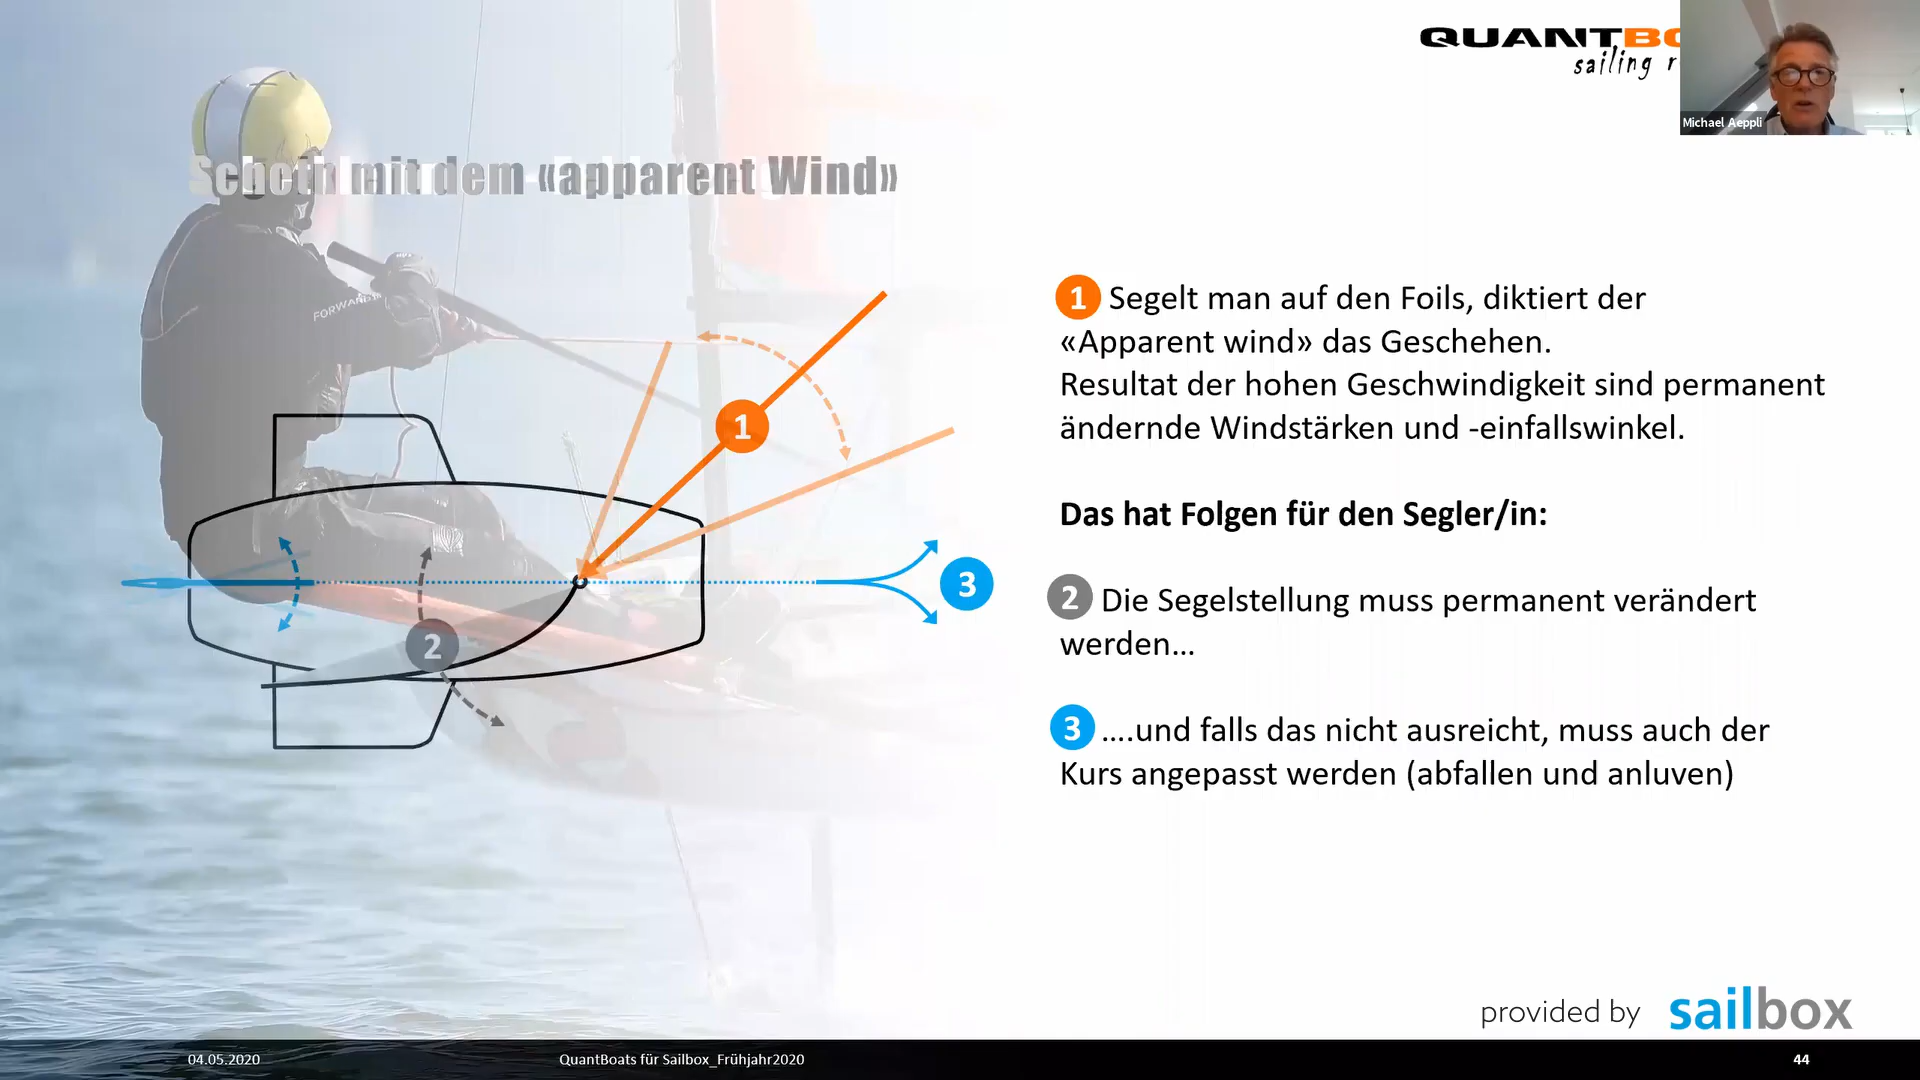 QUANTBO
sailing r
Michael Aeppli
mit dem «apparent Wind»
FORWARD
1 Segelt man auf den Foils, diktiert der
«Apparent wind» das Geschehen.
Resultat der hohen Geschwindigkeit sind permanent
ändernde Windstärken und -einfallswinkel.
Das hat Folgen für den Segler/in:
2 Die Segelstellung muss permanent verändert
werden...
3 ....und falls das nicht ausreicht, muss auch der
Kurs angepasst werden (abfallen und anluven)
1
3
2
provided by sailbox
04.05.2020
QuantBoats für Sailbox_Frühjahr2020
44